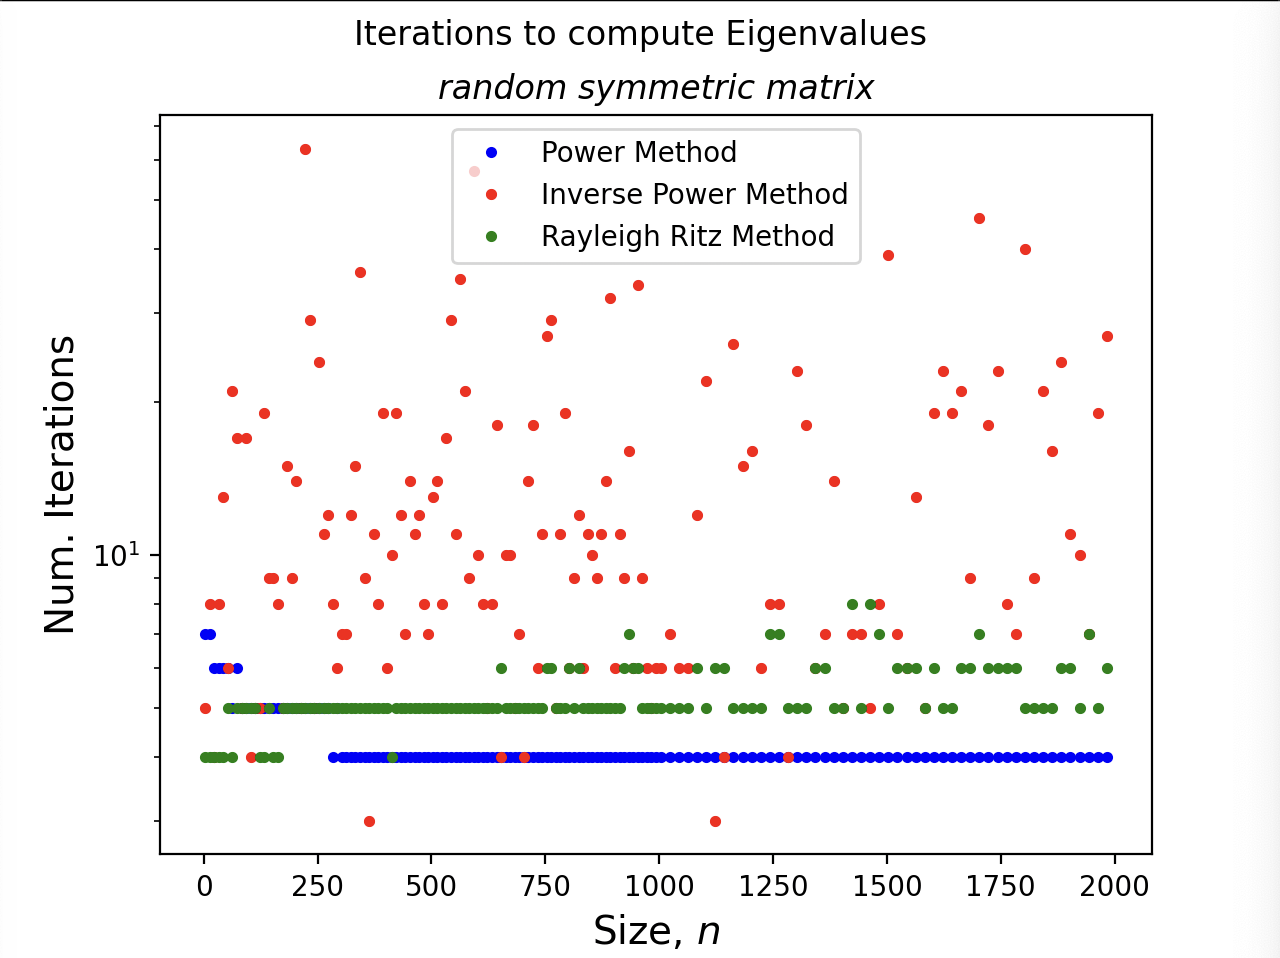 Iterations to compute Eigenvalues
random symmetric matrix
Power Method
Inverse Power Method
Rayleigh Ritz Method
Num. Iterations
10¹
0 250 500 750 1000 1250 1500 1750 2000
Size, n